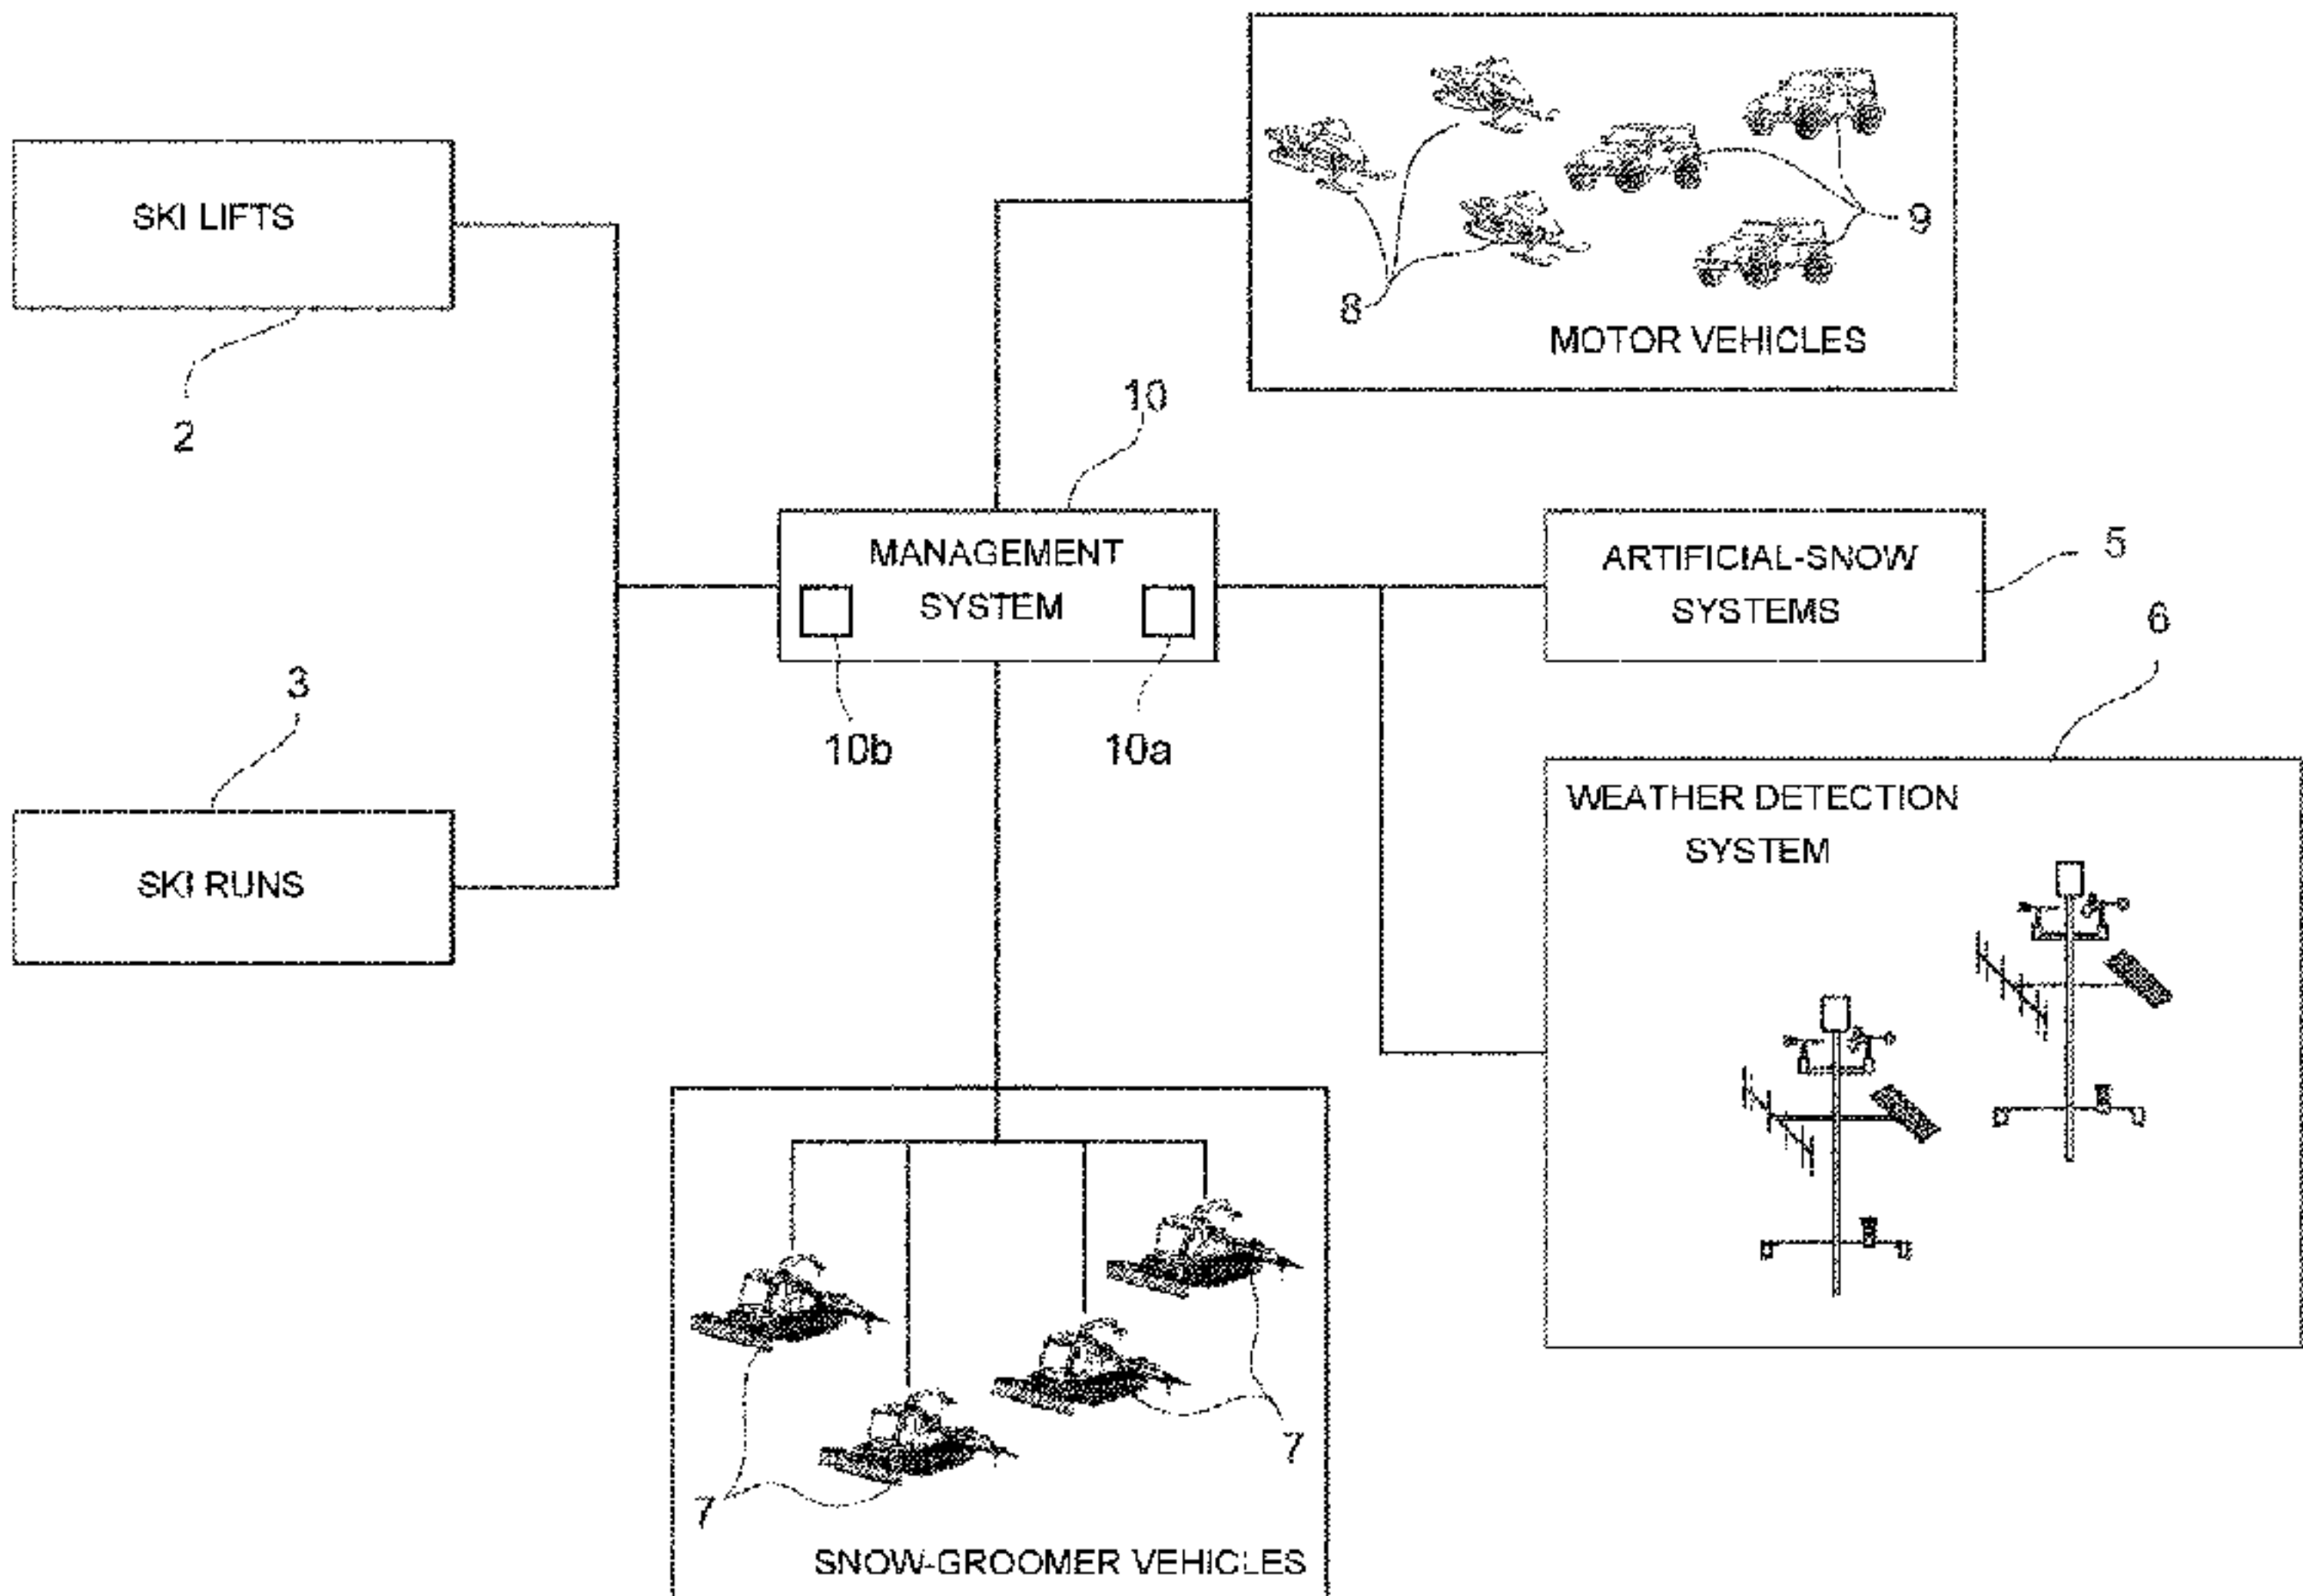 SKI LIFTS
2
8
9
MOTOR VEHICLES
10
MANAGEMENT
SYSTEM
10b
10a
ARTIFICIAL-SNOW
SYSTEMS
5
6
3
SKI RUNS
WEATHER DETECTION
SYSTEM
7
7
SNOW-GROOMER VEHICLES